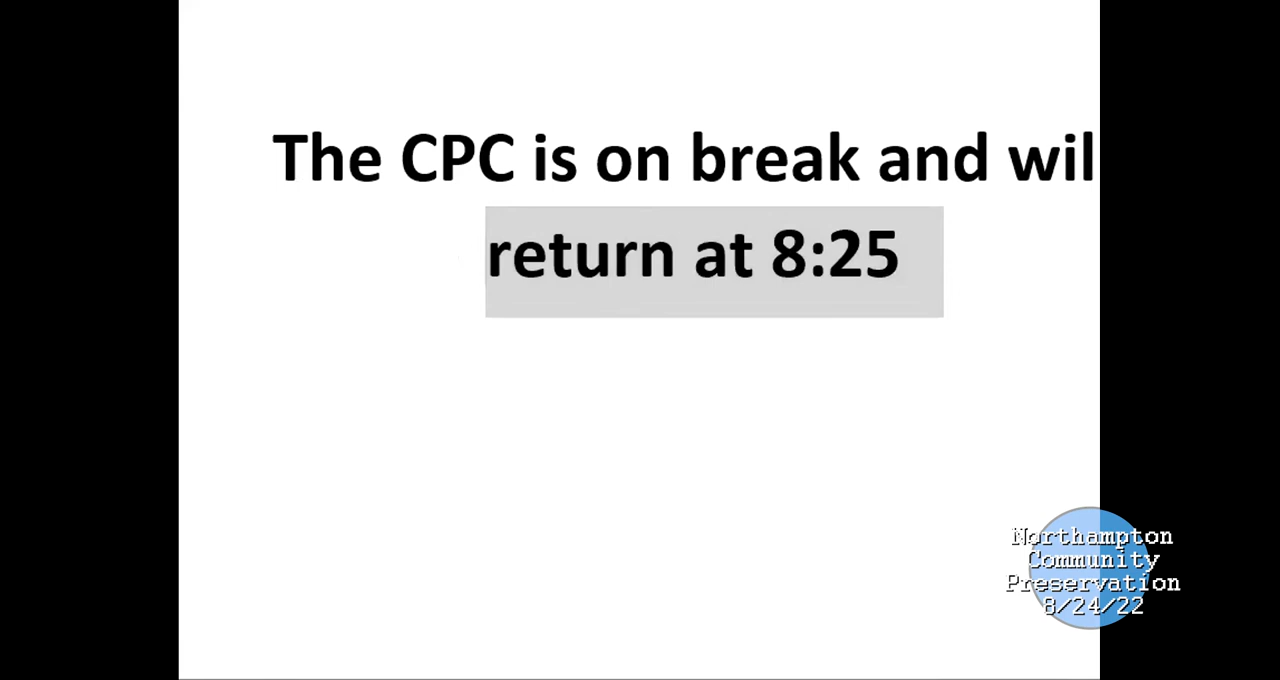 The CPC is on break and wil
return at 8:25
Northampton
Community
Preservation
8/24/22